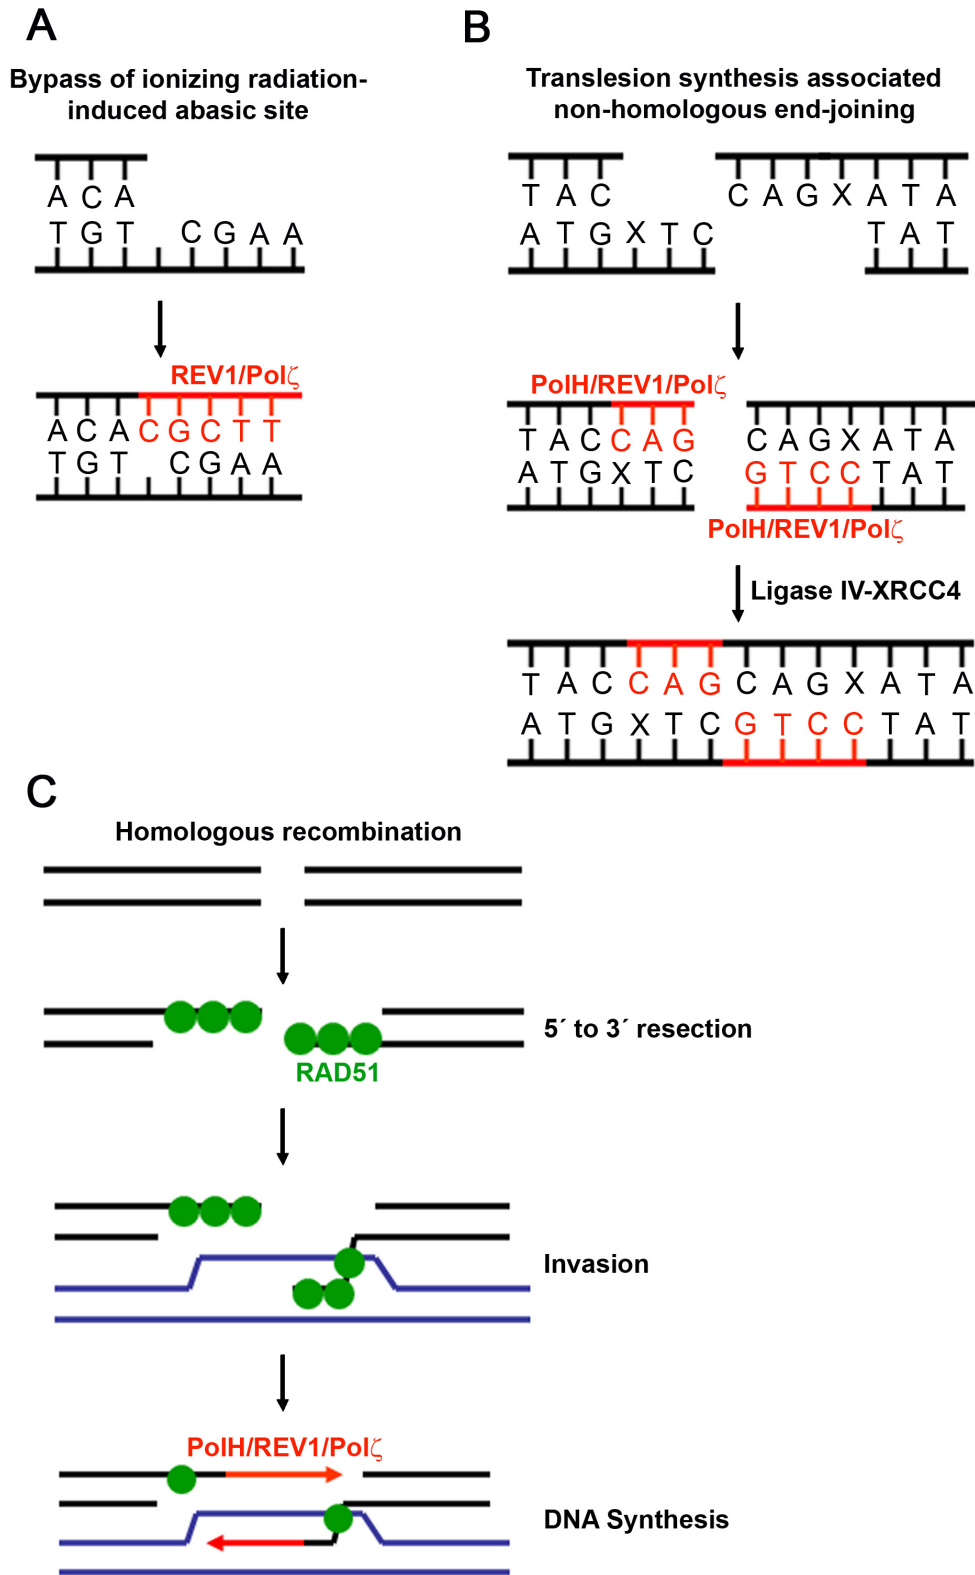 A
Bypass of ionizing radiation-
induced abasic site
A C A
T G T C G A A
REV1/Polζ
A C A C G C T T
T G T C G A A
B
Translesion synthesis associated
non-homologous end-joining
T A C C A G X A T A
A T G X T C T A T
PolH/REV1/Polζ
T A C C A G C A G X A T A
A T G X T C G T C C T A T
PolH/REV1/Polζ
Ligase IV-XRCC4
T A C C A G C A G X A T A
A T G X T C G T C C T A T
C
Homologous recombination
5´ to 3´ resection
RAD51
Invasion
PolH/REV1/Polζ
DNA Synthesis